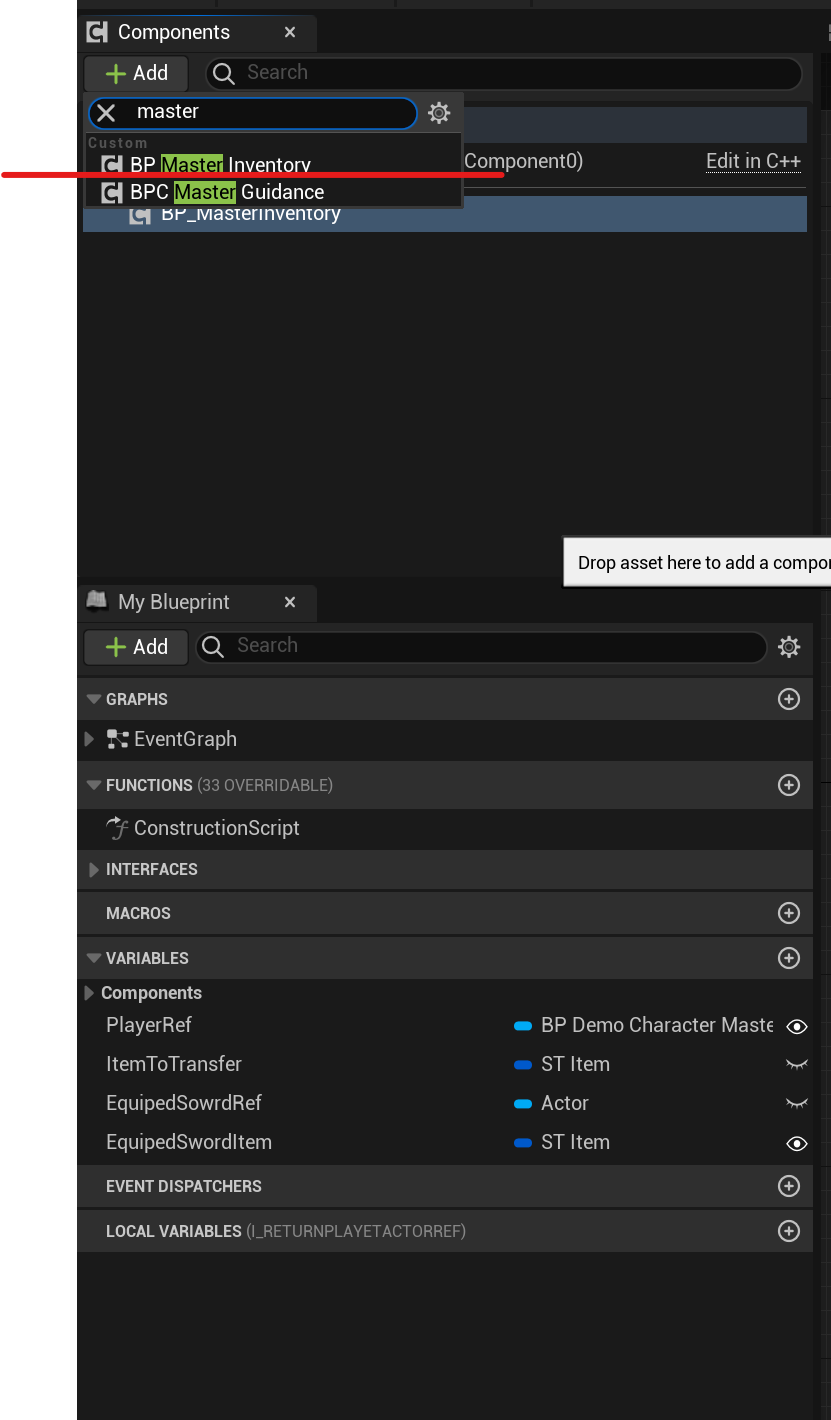 Components
Add
Search
master
Custom
BP Master Inventory
Component0)
Edit in C++
BPC Master Guidance
BP_MasterInventory
Drop asset here to add a
My Blueprint
Add
Search
GRAPHS
EventGraph
FUNCTIONS (33 OVERRIDABLE)
ConstructionScript
INTERFACES
MACROS
VARIABLES
Components
PlayerRef BP Demo Character Maste
ItemToTransfer ST Item
EquipedSowrdRef Actor
EquipedSwordItem ST Item
EVENT DISPATCHERS
LOCAL VARIABLES (I_RETURNPLAYETACTORREF)